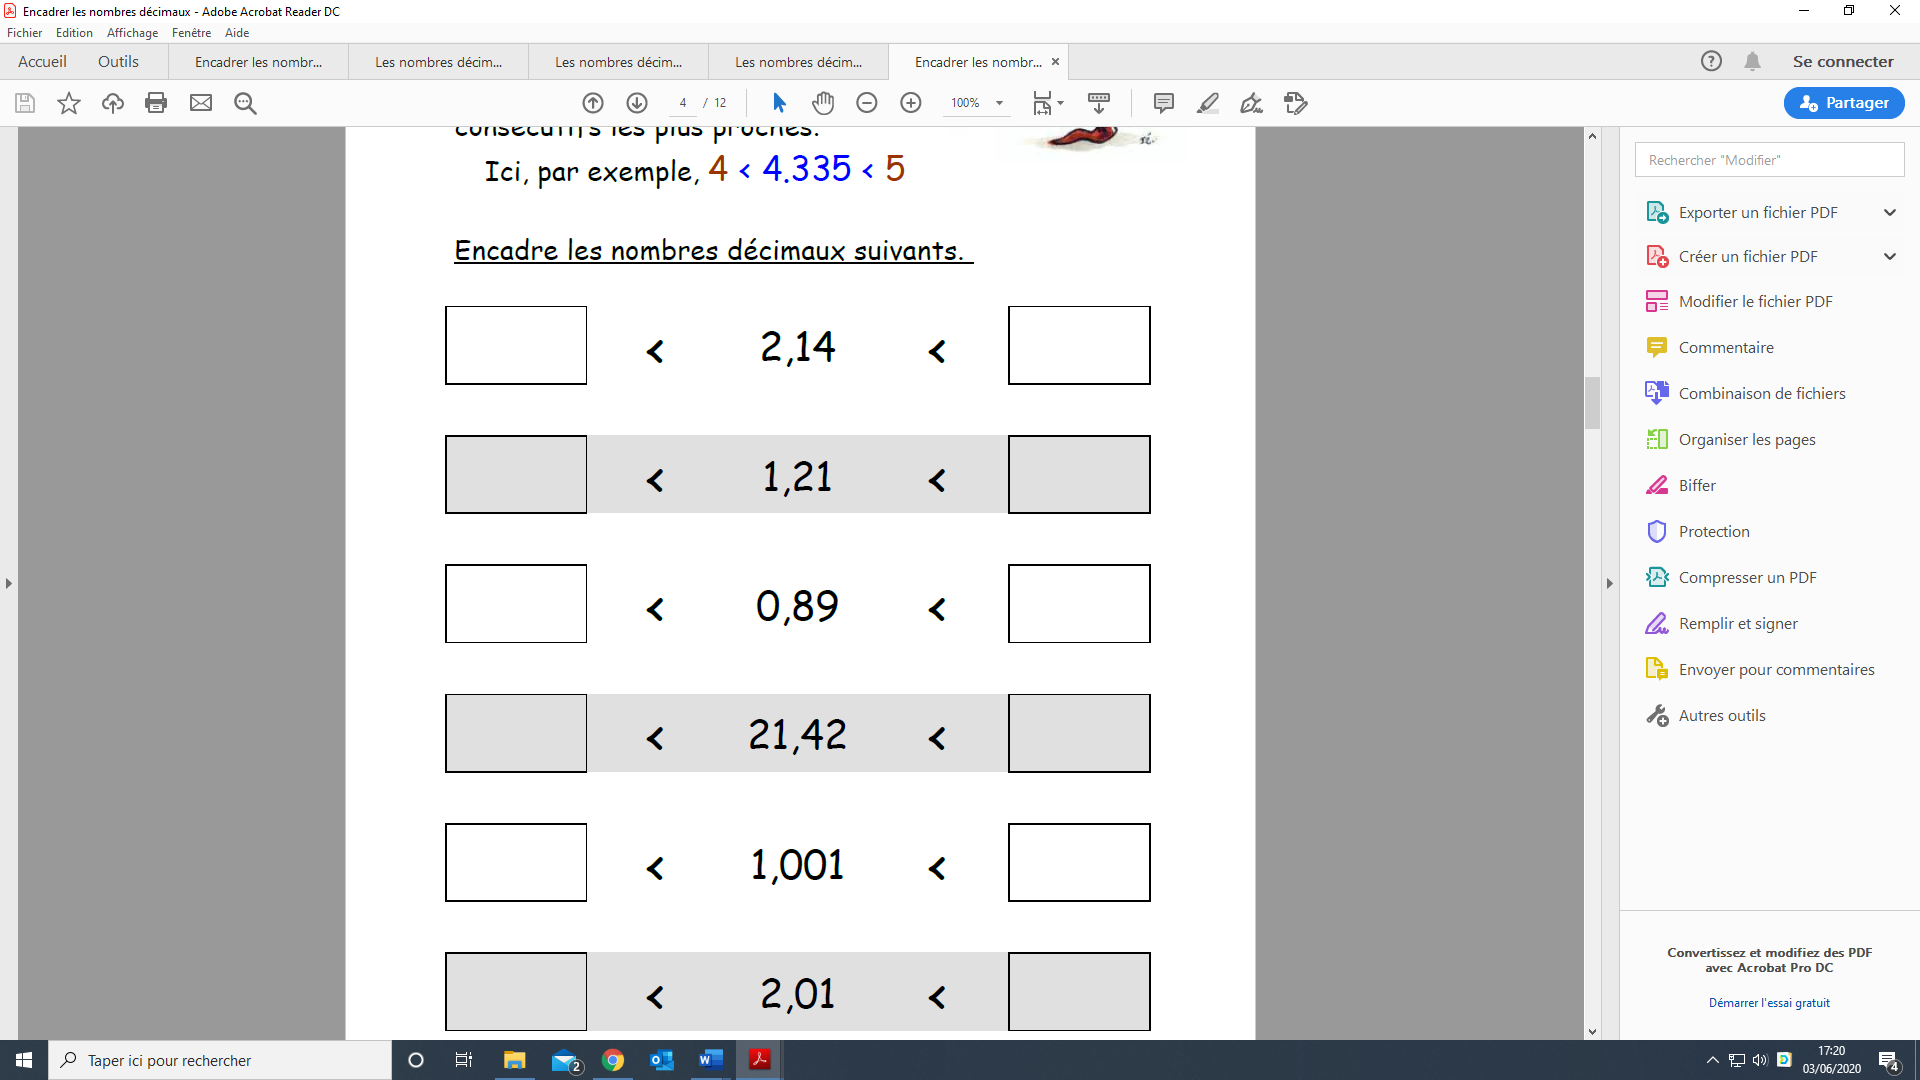 Encadrer les nombres décimaux - Adobe Acrobat Reader DC
Fichier Edition Affichage Fenêtre Aide
Accueil Outils Encadrer les nombr... Les nombres décim... Les nombres décim... Les nombres décim... Encadrer les nombr... × Se connecter
4 / 12 100% Partager
consécutifs les plus proches.
Ici, par exemple, 4 < 4.335 < 5
Encadre les nombres décimaux suivants.
< 2,14 <
< 1,21 <
< 0,89 <
< 21,42 <
< 1,001 <
< 2,01 <
Rechercher "Modifier"
Exporter un fichier PDF
Créer un fichier PDF
Modifier le fichier PDF
Commentaire
Combinaison de fichiers
Organiser les pages
Biffer
Protection
Compresser un PDF
Remplir et signer
Envoyer pour commentaires
Autres outils
Convertissez et modifiez des PDF
avec Acrobat Pro DC
Démarrer l'essai gratuit
Taper ici pour rechercher
2
17:20
03/06/2020
4